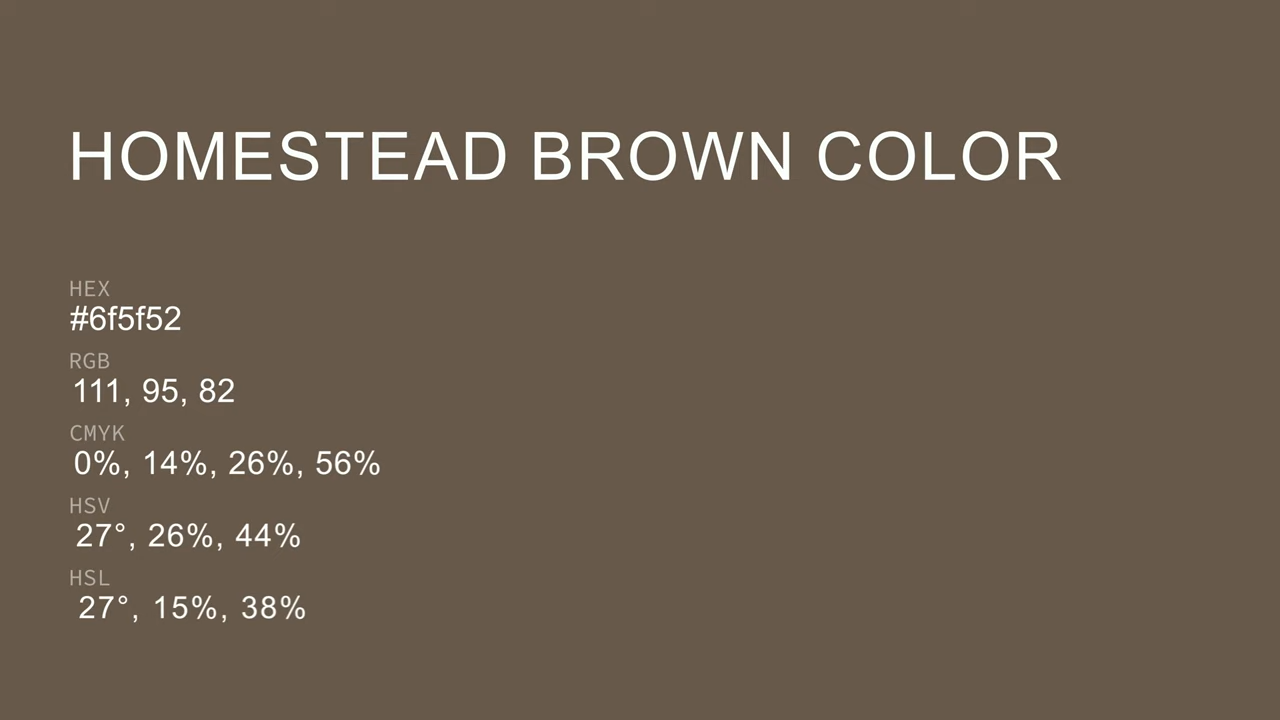 HOMESTEAD BROWN COLOR
HEX
#6f5f52
RGB
111, 95, 82
CMYK
0%, 14%, 26%, 56%
HSV
27°, 26%, 44%
HSL
27°, 15%, 38%